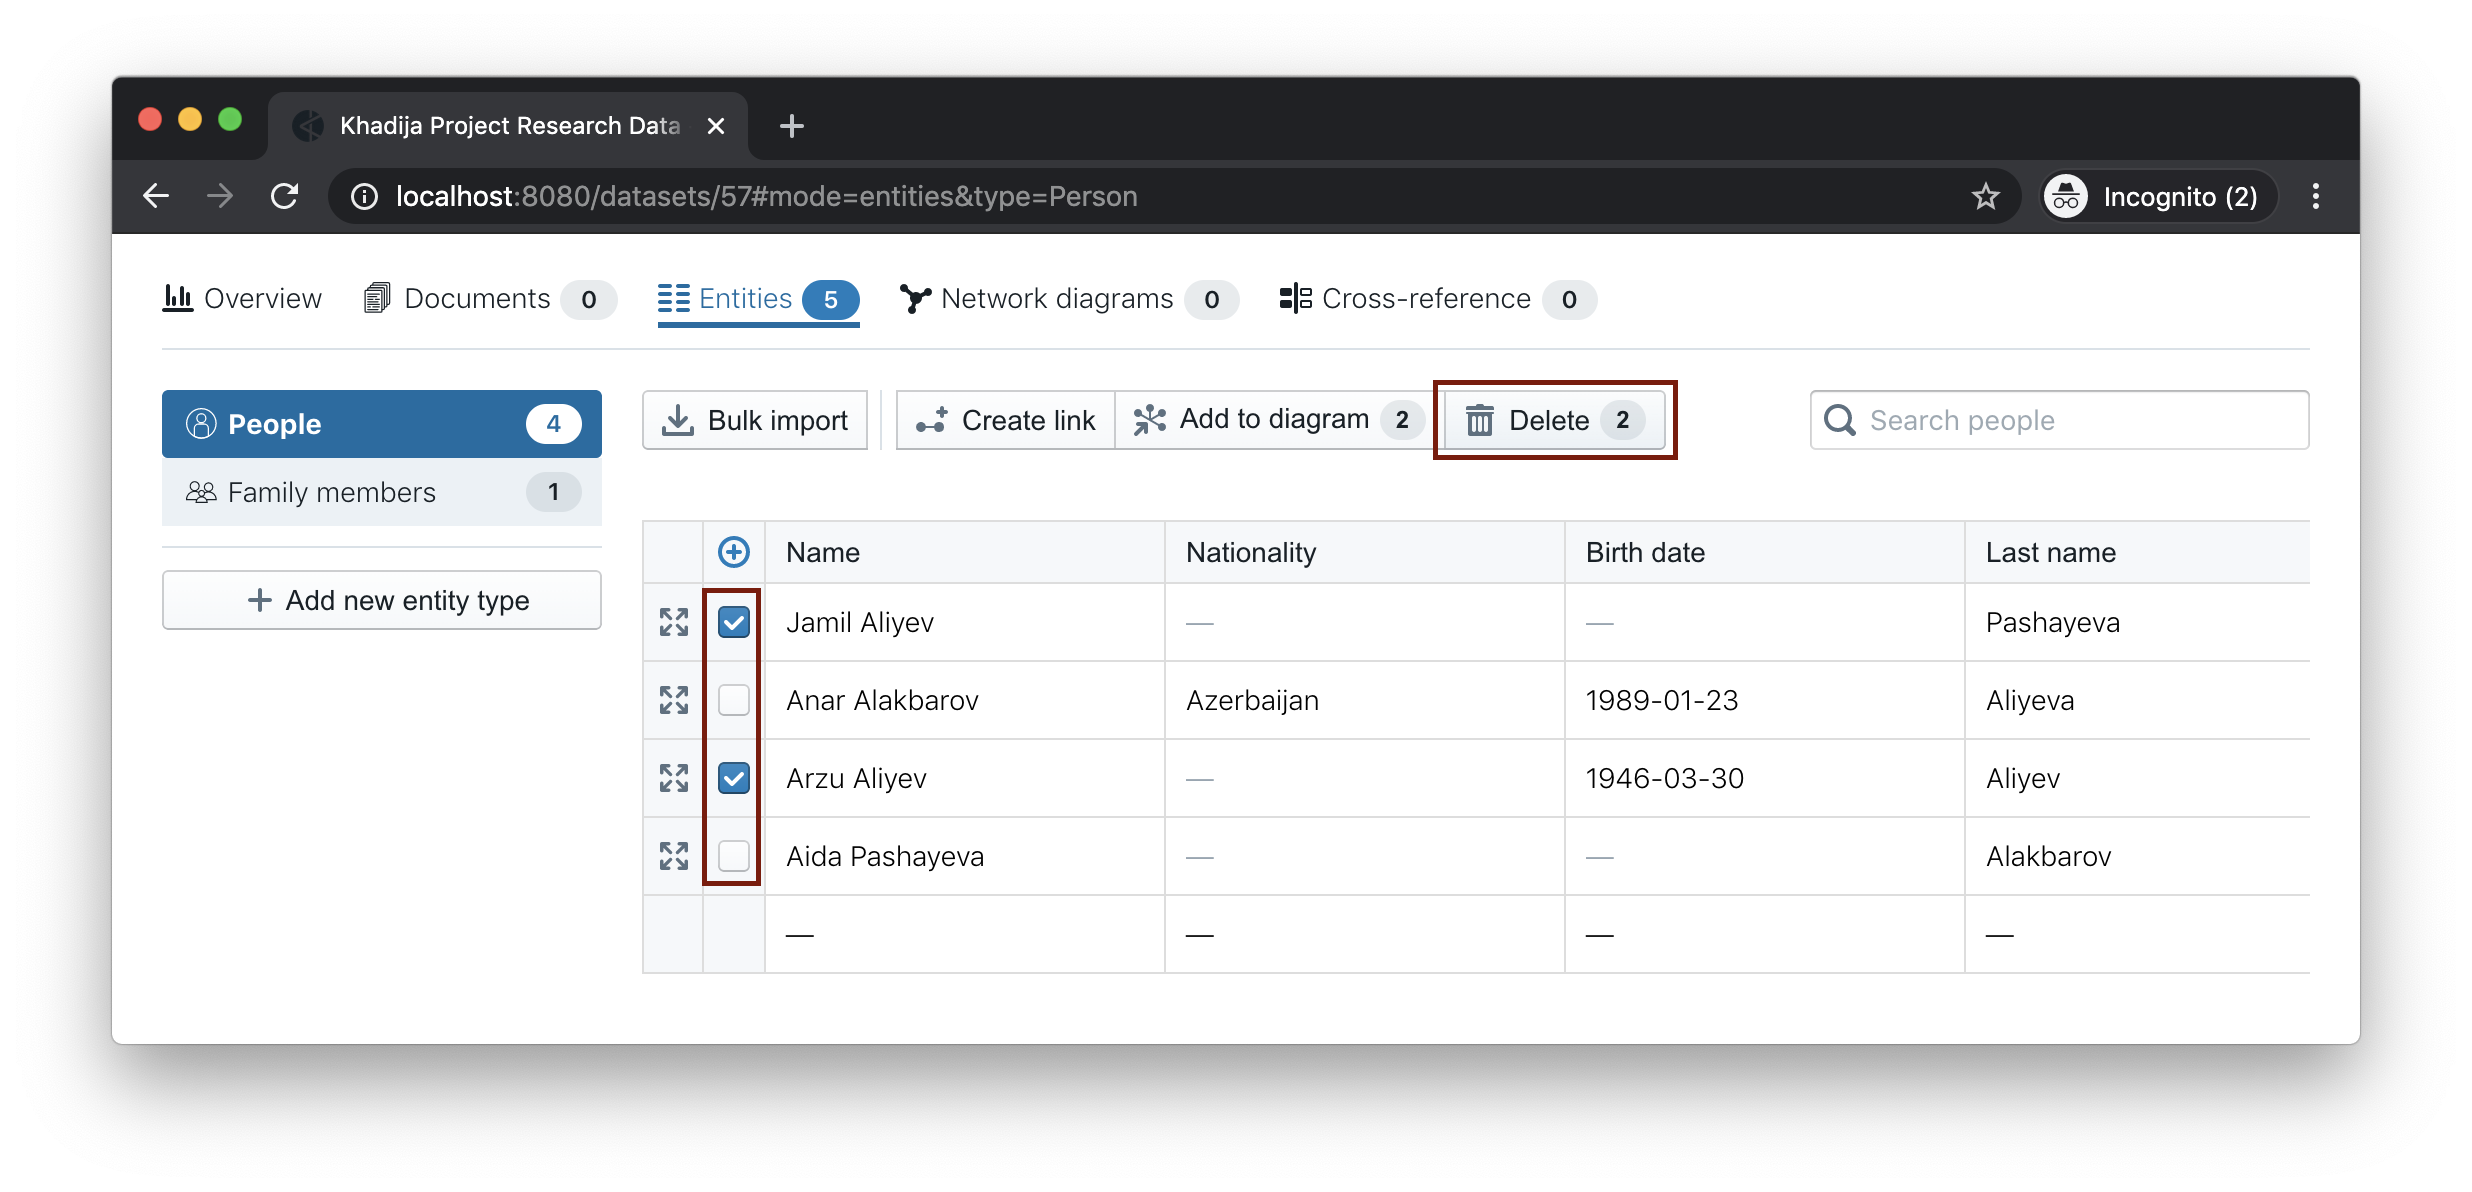 Khadija Project Research Data
localhost:8080/datasets/57#mode=entities&type=Person
Incognito (2)
Overview
Documents 0
Entities 5
Network diagrams 0
Cross-reference 0
People 4
Family members 1
Add new entity type
Bulk import
Create link
Add to diagram 2
Delete 2
Search people
Name Nationality Birth date Last name
Jamil Aliyev — — Pashayeva
Anar Alakbarov Azerbaijan 1989-01-23 Aliyeva
Arzu Aliyev — 1946-03-30 Aliyev
Aida Pashayeva — — Alakbarov
— — — —